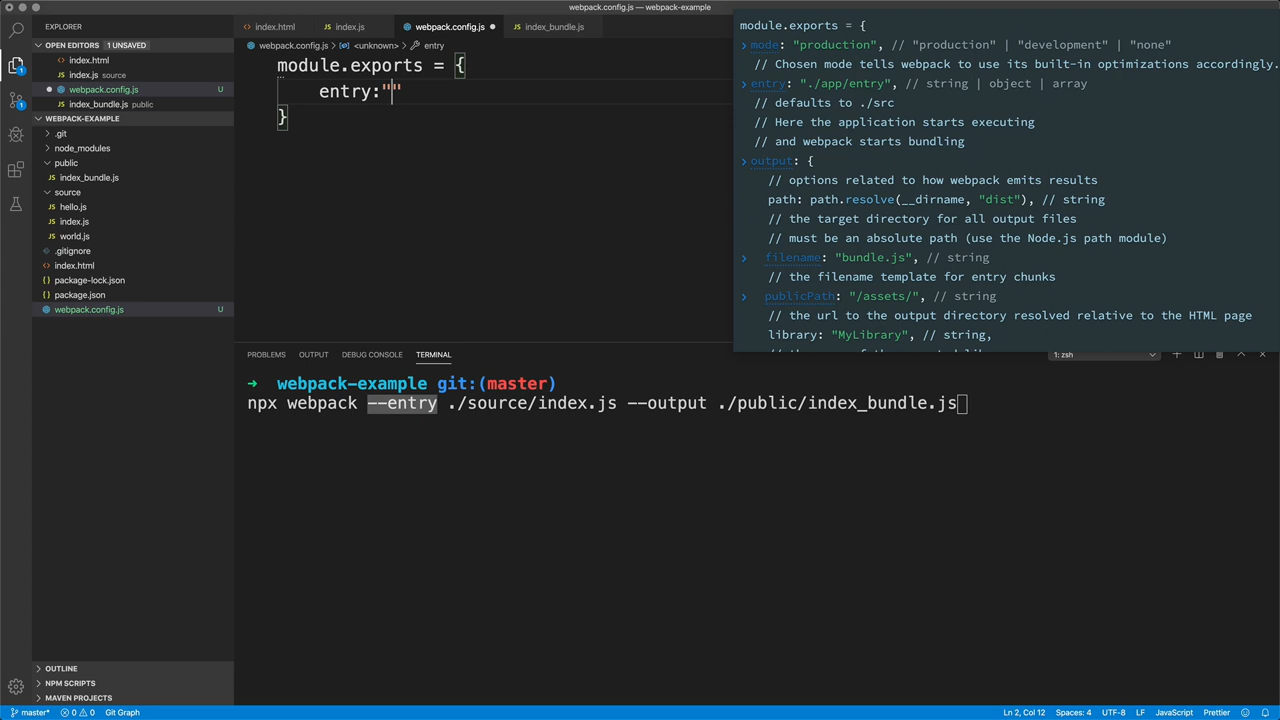 webpack.config.js — webpack-example
EXPLORER
OPEN EDITORS 1 UNSAVED
index.html
index.js source
webpack.config.js U
index_bundle.js public
WEBPACK-EXAMPLE
.git
node_modules
public
index_bundle.js
source
hello.js
index.js
world.js
.gitignore
index.html
package-lock.json
package.json
webpack.config.js U
OUTLINE
NPM SCRIPTS
MAVEN PROJECTS
1
1
index.html
index.js
webpack.config.js
index_bundle.js
webpack.config.js > <unknown> > entry
module.exports = {
entry:""
}
module.exports = {
mode: "production", // "production" | "development" | "none"
// Chosen mode tells webpack to use its built-in optimizations accordingly.
entry: "./app/entry", // string | object | array
// defaults to ./src
// Here the application starts executing
// and webpack starts bundling
output: {
// options related to how webpack emits results
path: path.resolve(__dirname, "dist"), // string
// the target directory for all output files
// must be an absolute path (use the Node.js path module)
filename: "bundle.js", // string
// the filename template for entry chunks
publicPath: "/assets/", // string
// the url to the output directory resolved relative to the HTML page
library: "MyLibrary", // string,
PROBLEMS OUTPUT DEBUG CONSOLE TERMINAL
1: zsh
→ webpack-example git:(master)
npx webpack --entry ./source/index.js --output ./public/index_bundle.js
master* 0 0 Git Graph
Ln 2, Col 12 Spaces: 4 UTF-8 LF JavaScript Prettier